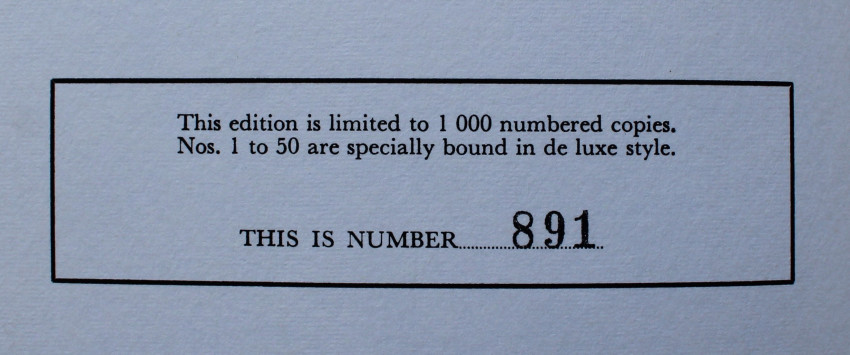 This edition is limited to 1 000 numbered copies.
Nos. 1 to 50 are specially bound in de luxe style.
THIS IS NUMBER............891